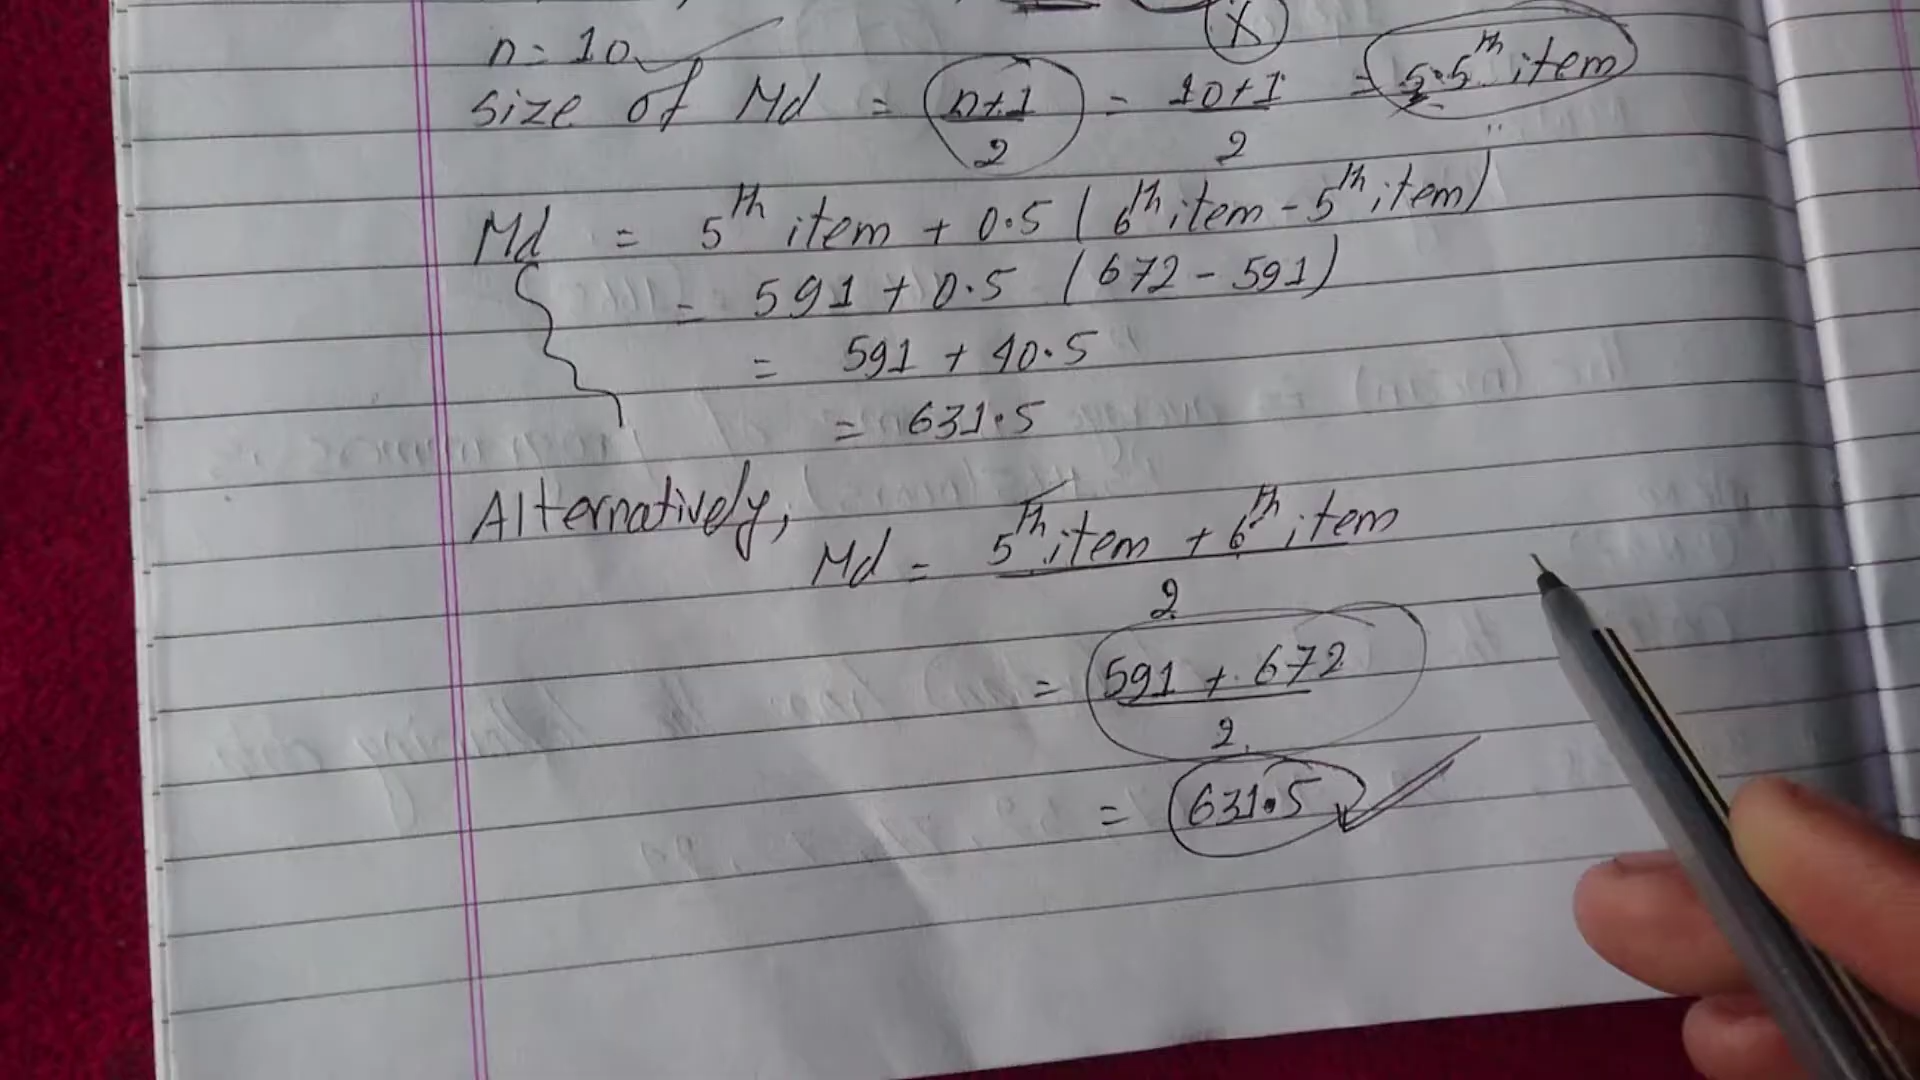 X
n = 10
size of Md = n+1/2 = 10+1/2 = 5.5th item
Md = 5th item + 0.5 (6th item - 5th item)
= 591 + 0.5 (672 - 591)
= 591 + 40.5
= 631.5
Alternatively,
Md = 5th item + 6th item / 2
= 591 + 672 / 2
= 631.5